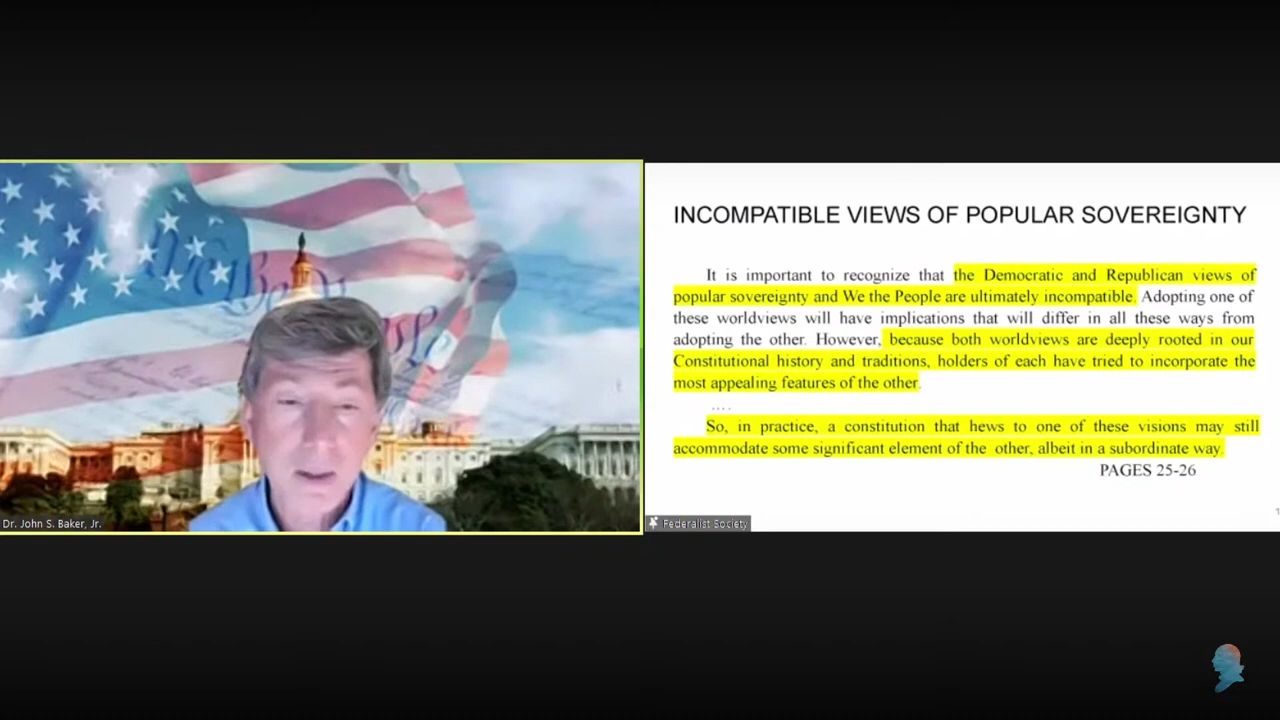 We the People
Dr. John S. Baker, Jr.
INCOMPATIBLE VIEWS OF POPULAR SOVEREIGNTY
It is important to recognize that the Democratic and Republican views of
popular sovereignty and We the People are ultimately incompatible. Adopting one of
these worldviews will have implications that will differ in all these ways from
adopting the other. However, because both worldviews are deeply rooted in our
Constitutional history and traditions, holders of each have tried to incorporate the
most appealing features of the other.
....
So, in practice, a constitution that hews to one of these visions may still
accommodate some significant element of the other, albeit in a subordinate way.
PAGES 25-26
Federalist Society